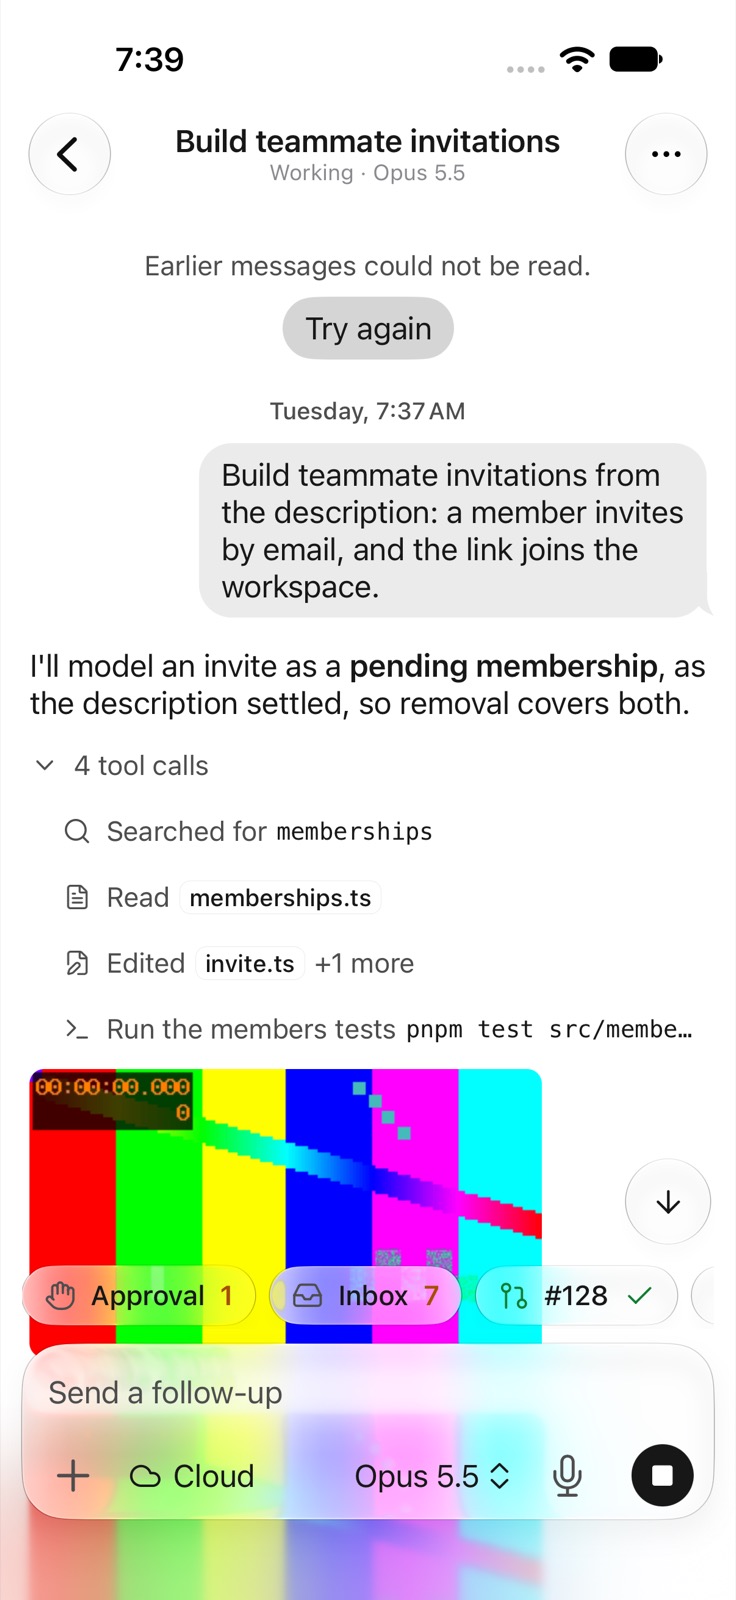 7:39
Build teammate invitations
Working · Opus 5.5
Earlier messages could not be read.
Try again
Tuesday, 7:37 AM
Build teammate invitations from
the description: a member invites
by email, and the link joins the
workspace.
I'll model an invite as a pending membership, as
the description settled, so removal covers both.
4 tool calls
Searched for memberships
Read memberships.ts
Edited invite.ts +1 more
Run the members tests pnpm test src/membe…
00:00:00.000
0
Approval 1
Inbox 7
#128
Send a follow-up
Cloud
Opus 5.5